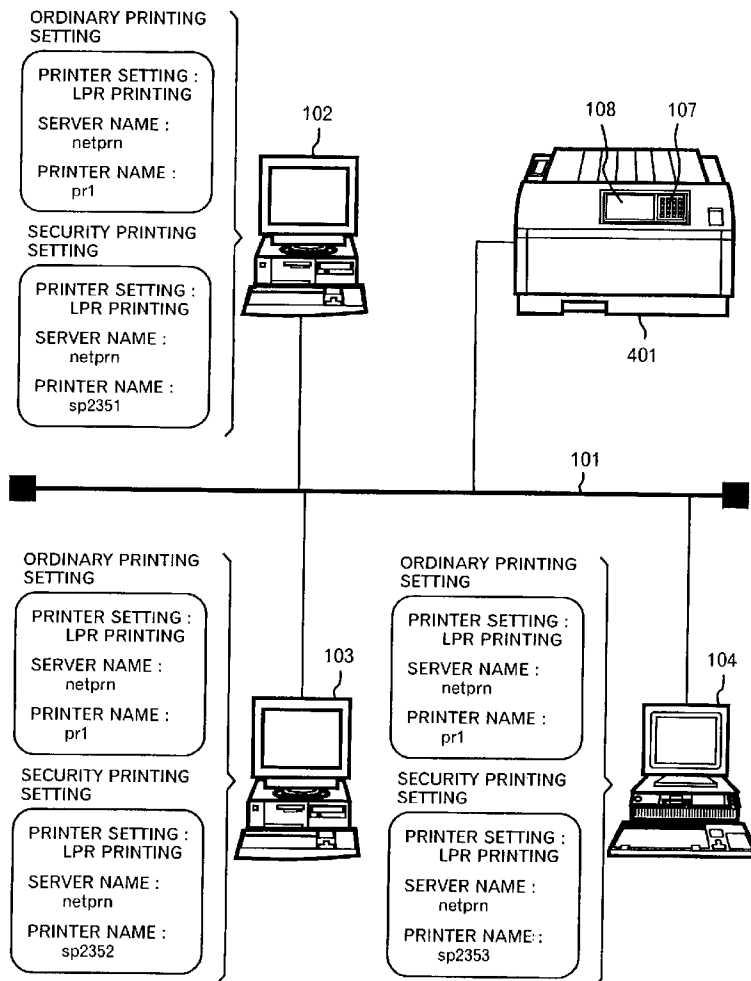 ORDINARY PRINTING
SETTING
PRINTER SETTING :
LPR PRINTING
SERVER NAME :
netprn
PRINTER NAME :
pr1
SECURITY PRINTING
SETTING
PRINTER SETTING :
LPR PRINTING
SERVER NAME :
netprn
PRINTER NAME :
sp2351
102
108
107
401
101
ORDINARY PRINTING
SETTING
PRINTER SETTING :
LPR PRINTING
SERVER NAME :
netprn
PRINTER NAME :
pr1
SECURITY PRINTING
SETTING
PRINTER SETTING :
LPR PRINTING
SERVER NAME :
netprn
PRINTER NAME :
sp2352
103
ORDINARY PRINTING
SETTING
PRINTER SETTING :
LPR PRINTING
SERVER NAME :
netprn
PRINTER NAME :
pr1
SECURITY PRINTING
SETTING
PRINTER SETTING :
LPR PRINTING
SERVER NAME :
netprn
PRINTER NAME :
sp2353
104